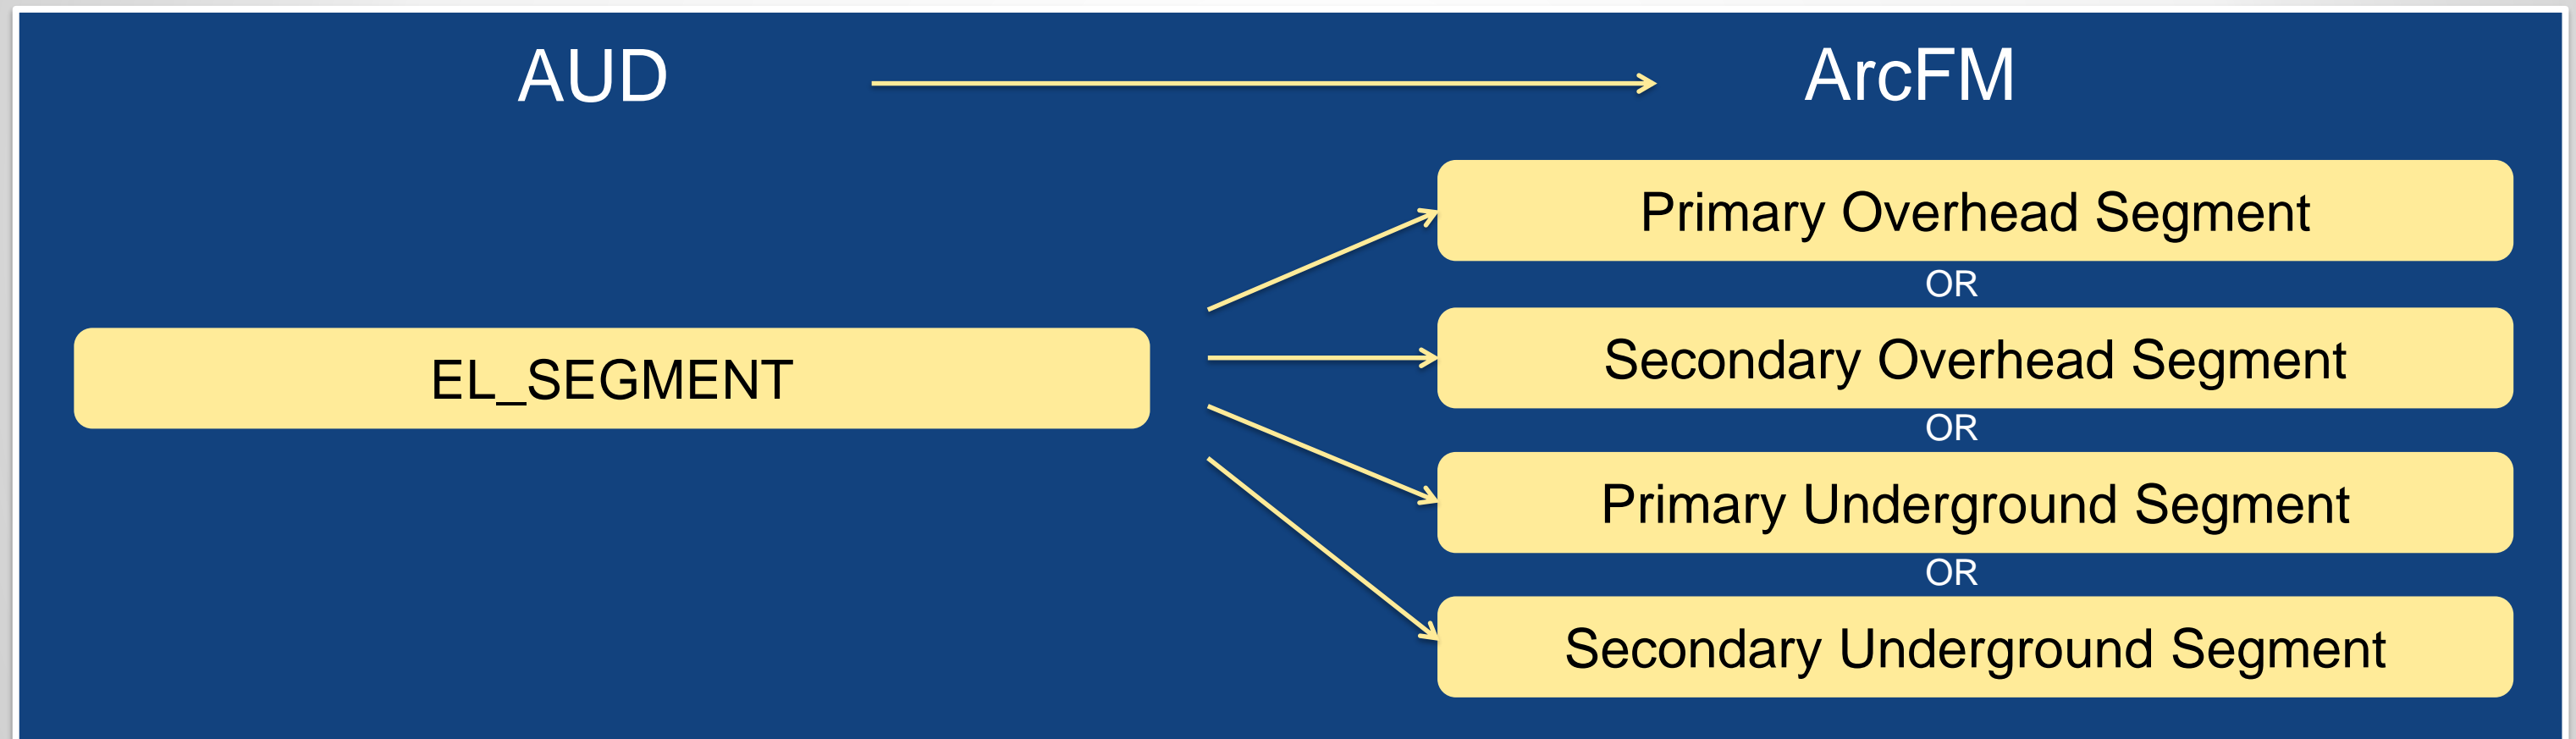 AUD
ArcFM
Primary Overhead Segment
OR
EL_SEGMENT
Secondary Overhead Segment
OR
Primary Underground Segment
OR
Secondary Underground Segment